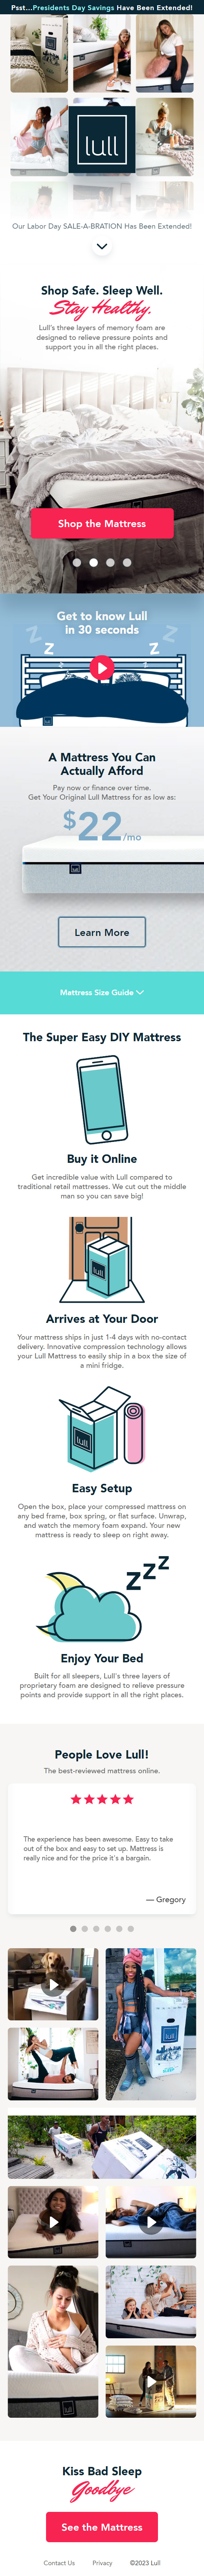 Psst...Presidents Day Savings Have Been Extended!
lull
Our Labor Day SALE-A-BRATION Has Been Extended!
Shop Safe. Sleep Well.
Stay Healthy.
Lull's three layers of memory foam are
designed to relieve pressure points and
support you in all the right places.
Shop the Mattress
Get to know Lull
in 30 seconds
Z Z
Z Z
Z Z
A Mattress You Can
Actually Afford
Pay now or finance over time.
Get Your Original Lull Mattress for as low as:
$22/mo
lull
Learn More
Mattress Size Guide
The Super Easy DIY Mattress
Buy it Online
Get incredible value with Lull compared to
traditional retail mattresses. We cut out the middle
man so you can save big!
lull
Arrives at Your Door
Your mattress ships in just 1-4 days with no-contact
delivery. Innovative compression technology allows
your Lull Mattress to easily ship in a box the size of
a mini fridge.
lull
Easy Setup
Open the box, place your compressed mattress on
any bed frame, box spring, or flat surface. Unwrap,
and watch the memory foam expand. Your new
mattress is ready to sleep on right away.
Z Z Z
Enjoy Your Bed
Built for all sleepers, Lull's three layers of
proprietary foam are designed to relieve pressure
points and provide support in all the right places.
People Love Lull!
The best-reviewed mattress online.
The experience has been awesome. Easy to take
out of the box and easy to set up. Mattress is
really nice and for the price it's a bargain.
— Gregory
lull
Kiss Bad Sleep
Goodbye
See the Mattress
Contact Us
Privacy
©2023 Lull